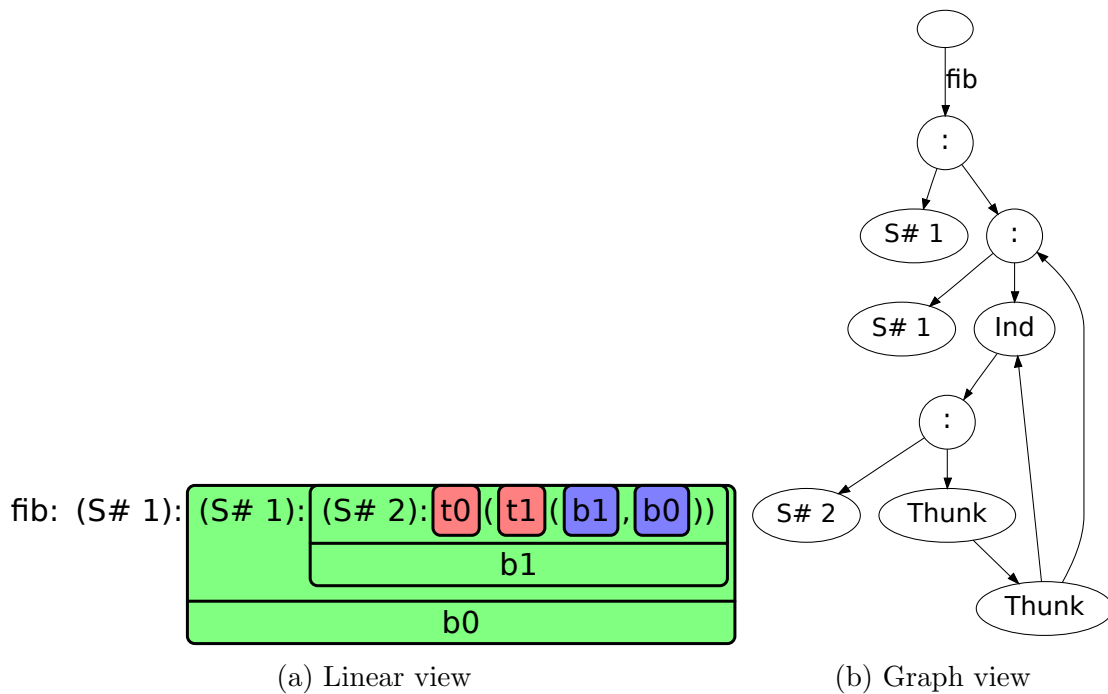 fib
:
S# 1
:
S# 1
Ind
:
fib: (S# 1): (S# 1): (S# 2): t0 ( t1 ( b1 , b0 ))
b1
b0
S# 2
Thunk
Thunk
(a) Linear view
(b) Graph view